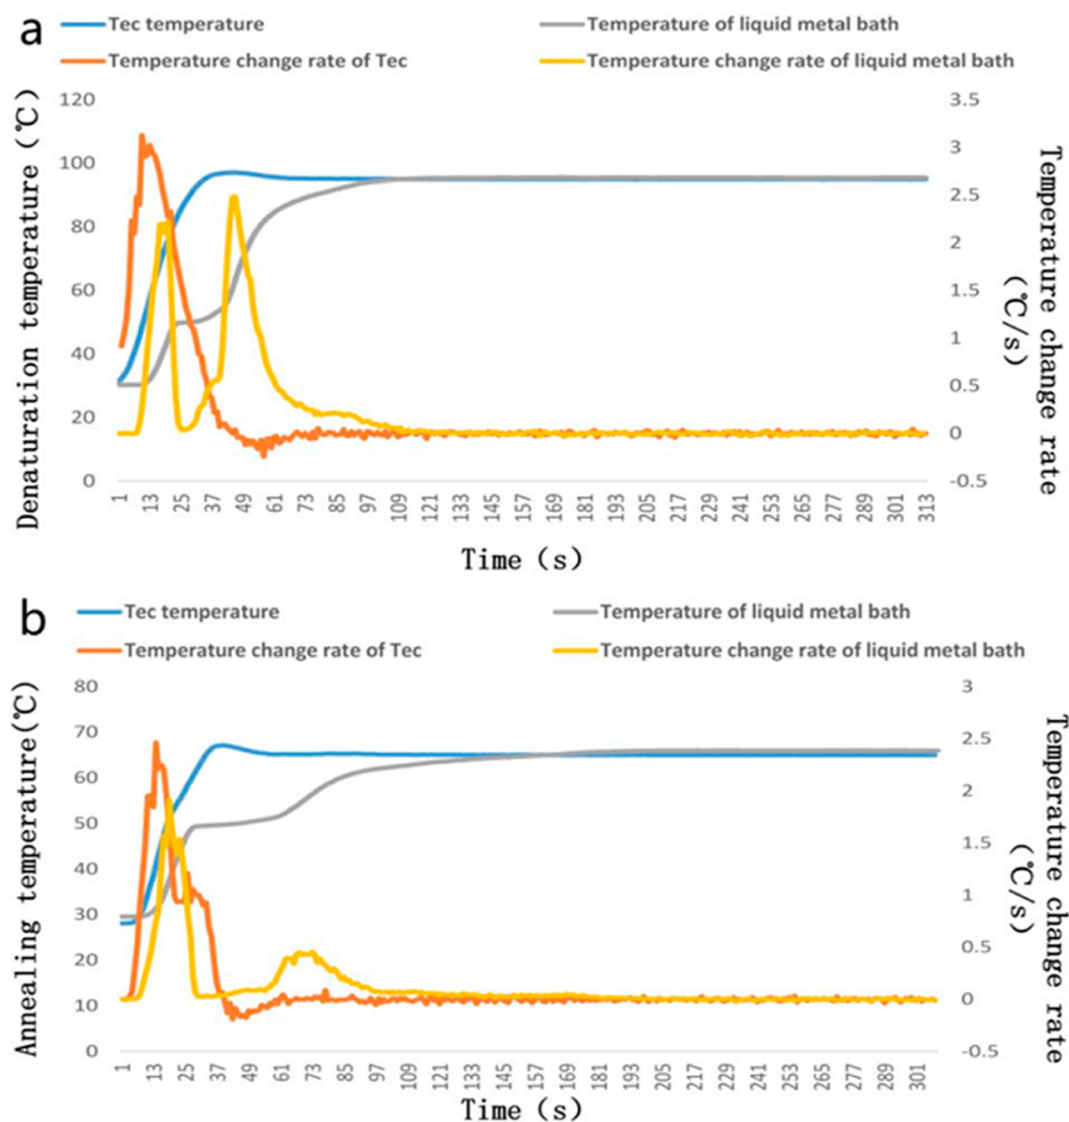 a
Tec temperature
Temperature of liquid metal bath
Temperature change rate of Tec
Temperature change rate of liquid metal bath
Denaturation temperature (℃)
120
100
80
60
40
20
0
3.5
3
2.5
2
1.5
1
0.5
0
-0.5
Temperature change rate
(℃/s)
1 13 25 37 49 61 73 85 97 109 121 133 145 157 169 181 193 205 217 229 241 253 265 277 289 301 313
Time (s)
b
Tec temperature
Temperature of liquid metal bath
Temperature change rate of Tec
Temperature change rate of liquid metal bath
Annealing temperature(℃)
80
70
60
50
40
30
20
10
0
3
2.5
2
1.5
1
0.5
0
-0.5
Temperature change rate
(℃/s)
1 13 25 37 49 61 73 85 97 109 121 133 145 157 169 181 193 205 217 229 241 253 265 277 289 301
Time (s)